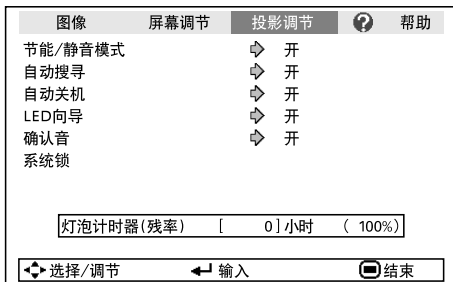 图像 屏幕调节 投影调节 ? 帮助
节能/静音模式 开
自动搜寻 开
自动关机 开
LED向导 开
确认音 开
系统锁
灯泡计时器(残率) [ 0]小时 ( 100%)
选择/调节 输入 结束